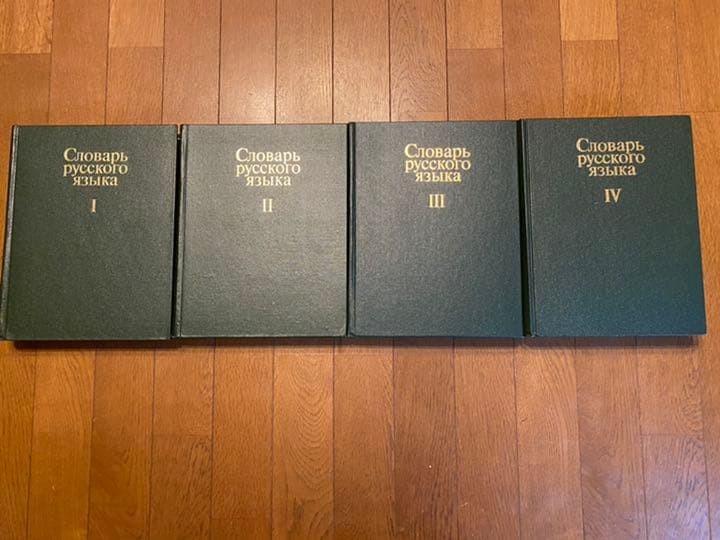 Словарь
русского
языка
I
Словарь
русского
языка
II
Словарь
русского
языка
III
Словарь
русского
языка
IV